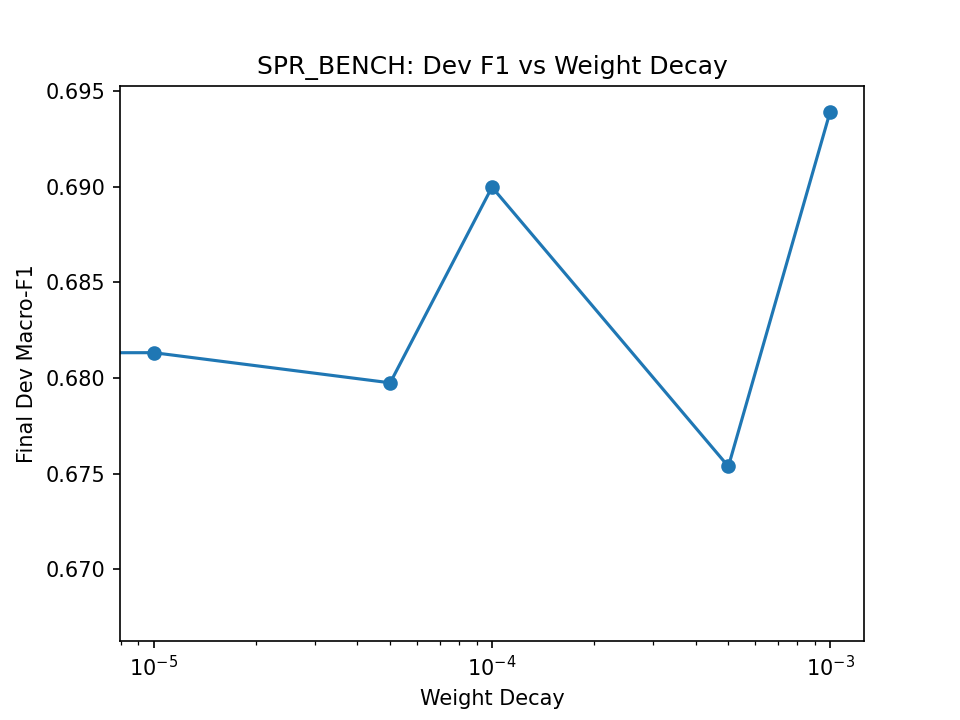 SPR_BENCH: Dev F1 vs Weight Decay
Final Dev Macro-F1
0.695
0.690
0.685
0.680
0.675
0.670
10⁻⁵ 10⁻⁴ 10⁻³
Weight Decay